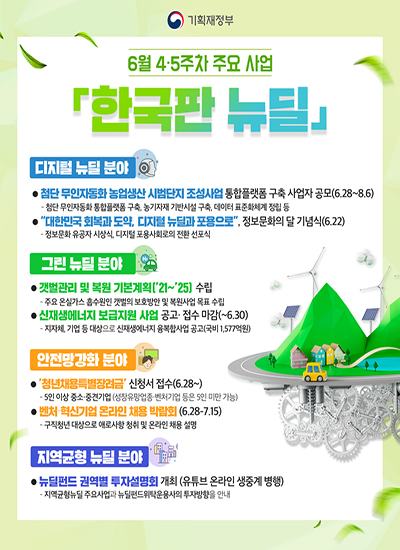 기획재정부
6월 4·5주차 주요 사업
「한국판 뉴딜」
디지털 뉴딜 분야
● 첨단 무인자동화 농업생산 시범단지 조성사업 통합플랫폼 구축 사업자 공모(6.28~8.6)
- 첨단 무인자동화 통합플랫폼 구축, 농기자재 기반시설 구축, 데이터 표준화체계 정립 등
● "대한민국 회복과 도약, 디지털 뉴딜과 포용으로", 정보문화의 달 기념식(6.22)
- 정보문화 유공자 시상식, 디지털 포용사회로의 전환 선포식
그린 뉴딜 분야
● 갯벌관리 및 복원 기본계획('21~'25) 수립
- 주요 온실가스 흡수원인 갯벌의 보호방안 및 복원사업 목표 수립
● 신재생에너지 보급지원 사업 공고·접수 마감(~6.30)
- 지자체, 기업 등 대상으로 신재생에너지 융복합사업 공고(국비 1,577억원)
안전망강화 분야
● '청년채용특별장려금' 신청서 접수(6.28~)
- 5인 이상 중소·중견기업 (성장유망업종·벤처기업 등은 5인 미만 가능)
● 벤처·혁신기업 온라인 채용 박람회 (6.28-7.15)
- 구직청년 대상으로 애로사항 청취 및 온라인 채용 설명
지역균형 뉴딜 분야
● 뉴딜펀드 권역별 투자설명회 개최 (유튜브 온라인 생중계 병행)
- 지역균형뉴딜 주요사업과 뉴딜펀드위탁운용사의 투자방향을 안내